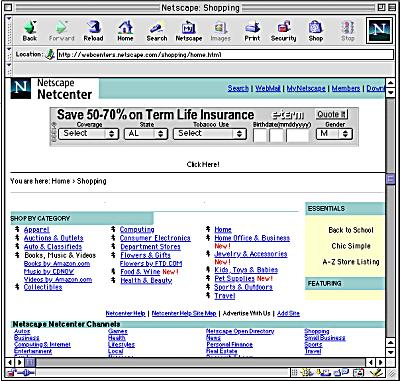 Netscape: Shopping
Back Forward Reload Home Search Netscape Images Print Security Shop Stop
Location: http://webcenters.netscape.com/shopping/home.html
N Netscape Netcenter
Search | WebMail | My Netscape | Members | Downl
Save 50-70% on Term Life Insurance e-term Quote It!
Coverage State Tobacco Use Birthdate(mmddyyyy) Gender
Select AL Select M
Click Here!
You are here: Home > Shopping
SHOP BY CATEGORY
Apparel
Auctions & Outlets
Auto & Classifieds
Books, Music & Videos
Books by Amazon.com
Music by CDNOW
Videos by Amazon.com
Collectibles
Computing
Consumer Electronics
Department Stores
Flowers & Gifts
Flowers by FTD.COM
Food & Wine New!
Health & Beauty
Home
Home Office & Business
New!
Jewelry & Accessories
New!
Kids, Toys & Babies
Pet Supplies New!
Sports & Outdoors
Travel
ESSENTIALS
Back to School
Chic Simple
A-Z Store Listing
FEATURING
Netcenter Help | Netcenter Help Site Map | Advertise With Us | Add Site
Netscape Netcenter Channels
Autos Games Netscape Open Directory Shopping
Business Health News Small Business
Computing & Internet Lifestyles Personal Finance Sports
Entertainment Local Real Estate Travel